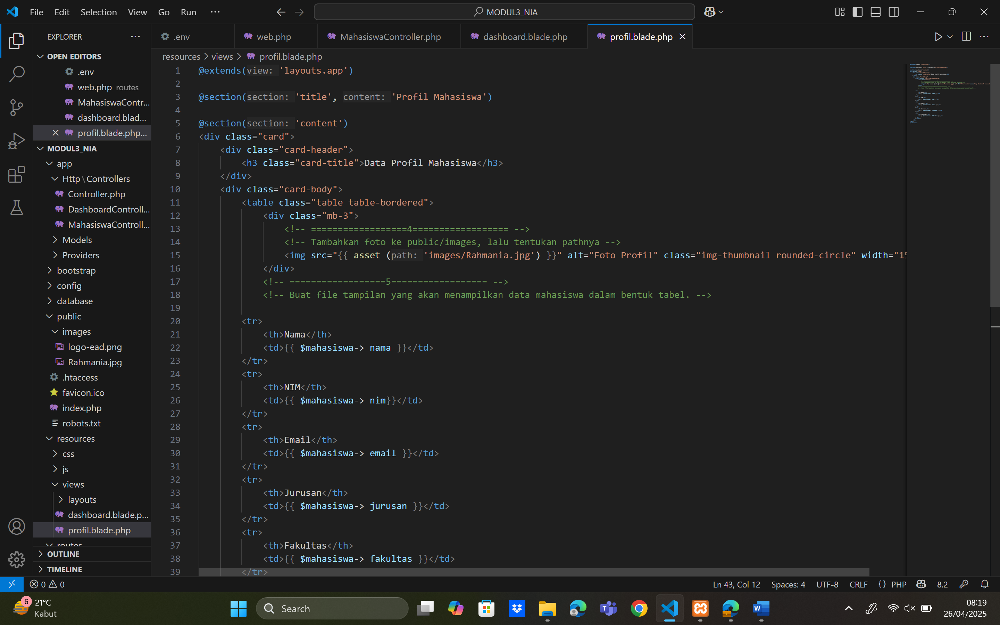 File Edit Selection View Go Run ··· MODUL3_NIA
EXPLORER ···
OPEN EDITORS
.env
web.php routes
MahasiswaContr...
dashboard.blad...
profil.blade.php...
MODUL3_NIA
app
Http\Controllers
Controller.php
DashboardControll...
MahasiswaControll...
Models
Providers
bootstrap
config
database
public
images
logo-ead.png
Rahmania.jpg
.htaccess
favicon.ico
index.php
robots.txt
resources
css
js
views
layouts
dashboard.blade.p...
profil.blade.php
routes
OUTLINE
TIMELINE
.env web.php MahasiswaController.php dashboard.blade.php profil.blade.php
resources > views > profil.blade.php
1 @extends(view: 'layouts.app')
2
3 @section(section: 'title', content: 'Profil Mahasiswa')
4
5 @section(section: 'content')
6 <div class="card">
7 <div class="card-header">
8 <h3 class="card-title">Data Profil Mahasiswa</h3>
9 </div>
10 <div class="card-body">
11 <table class="table table-bordered">
12 <div class="mb-3">
13 <!-- ==================4================== -->
14 <!-- Tambahkan foto ke public/images, lalu tentukan pathnya -->
15 <img src="{{ asset (path: 'images/Rahmania.jpg') }}" alt="Foto Profil" class="img-thumbnail rounded-circle" width="15
16 </div>
17 <!-- ==================5================== -->
18 <!-- Buat file tampilan yang akan menampilkan data mahasiswa dalam bentuk tabel. -->
19
20 <tr>
21 <th>Nama</th>
22 <td>{{ $mahasiswa-> nama }}</td>
23 </tr>
24 <tr>
25 <th>NIM</th>
26 <td>{{ $mahasiswa-> nim}}</td>
27 </tr>
28 <tr>
29 <th>Email</th>
30 <td>{{ $mahasiswa-> email }}</td>
31 </tr>
32 <tr>
33 <th>Jurusan</th>
34 <td>{{ $mahasiswa-> jurusan }}</td>
35 </tr>
36 <tr>
37 <th>Fakultas</th>
38 <td>{{ $mahasiswa-> fakultas }}</td>
39 </tr>
0 0 Ln 43, Col 12 Spaces: 4 UTF-8 CRLF {} PHP 8.2
6 21°C
Kabut
Search
08:19
26/04/2025